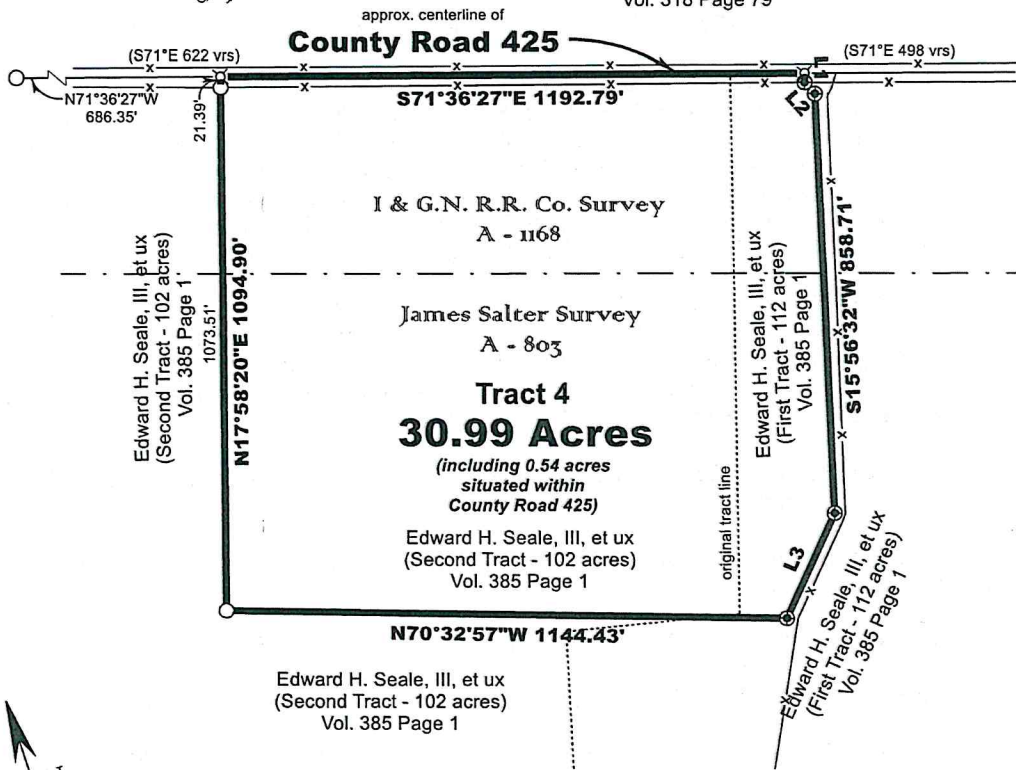 Vol. 318 Page 79
approx. centerline of
County Road 425
(S71°E 622 vrs)
(S71°E 498 vrs)
N71°36'27"W
686.35'
21.39'
S71°36'27"E 1192.79'
L1
L2
I & G.N. R.R. Co. Survey
A - 1168
Edward H. Seale, III, et ux
(Second Tract - 102 acres)
Vol. 385 Page 1
1073.51'
N17°58'20"E 1094.90'
James Salter Survey
A - 803
Tract 4
30.99 Acres
(including 0.54 acres
situated within
County Road 425)
Edward H. Seale, III, et ux
(Second Tract - 102 acres)
Vol. 385 Page 1
original tract line
Edward H. Seale, III, et ux
(First Tract - 112 acres)
Vol. 385 Page 1
S15°56'32"W 858.71'
L3
Edward H. Seale, III, et ux
(First Tract - 112 acres)
Vol. 385 Page 1
N70°32'57"W 1144.43'
Edward H. Seale, III, et ux
(Second Tract - 102 acres)
Vol. 385 Page 1